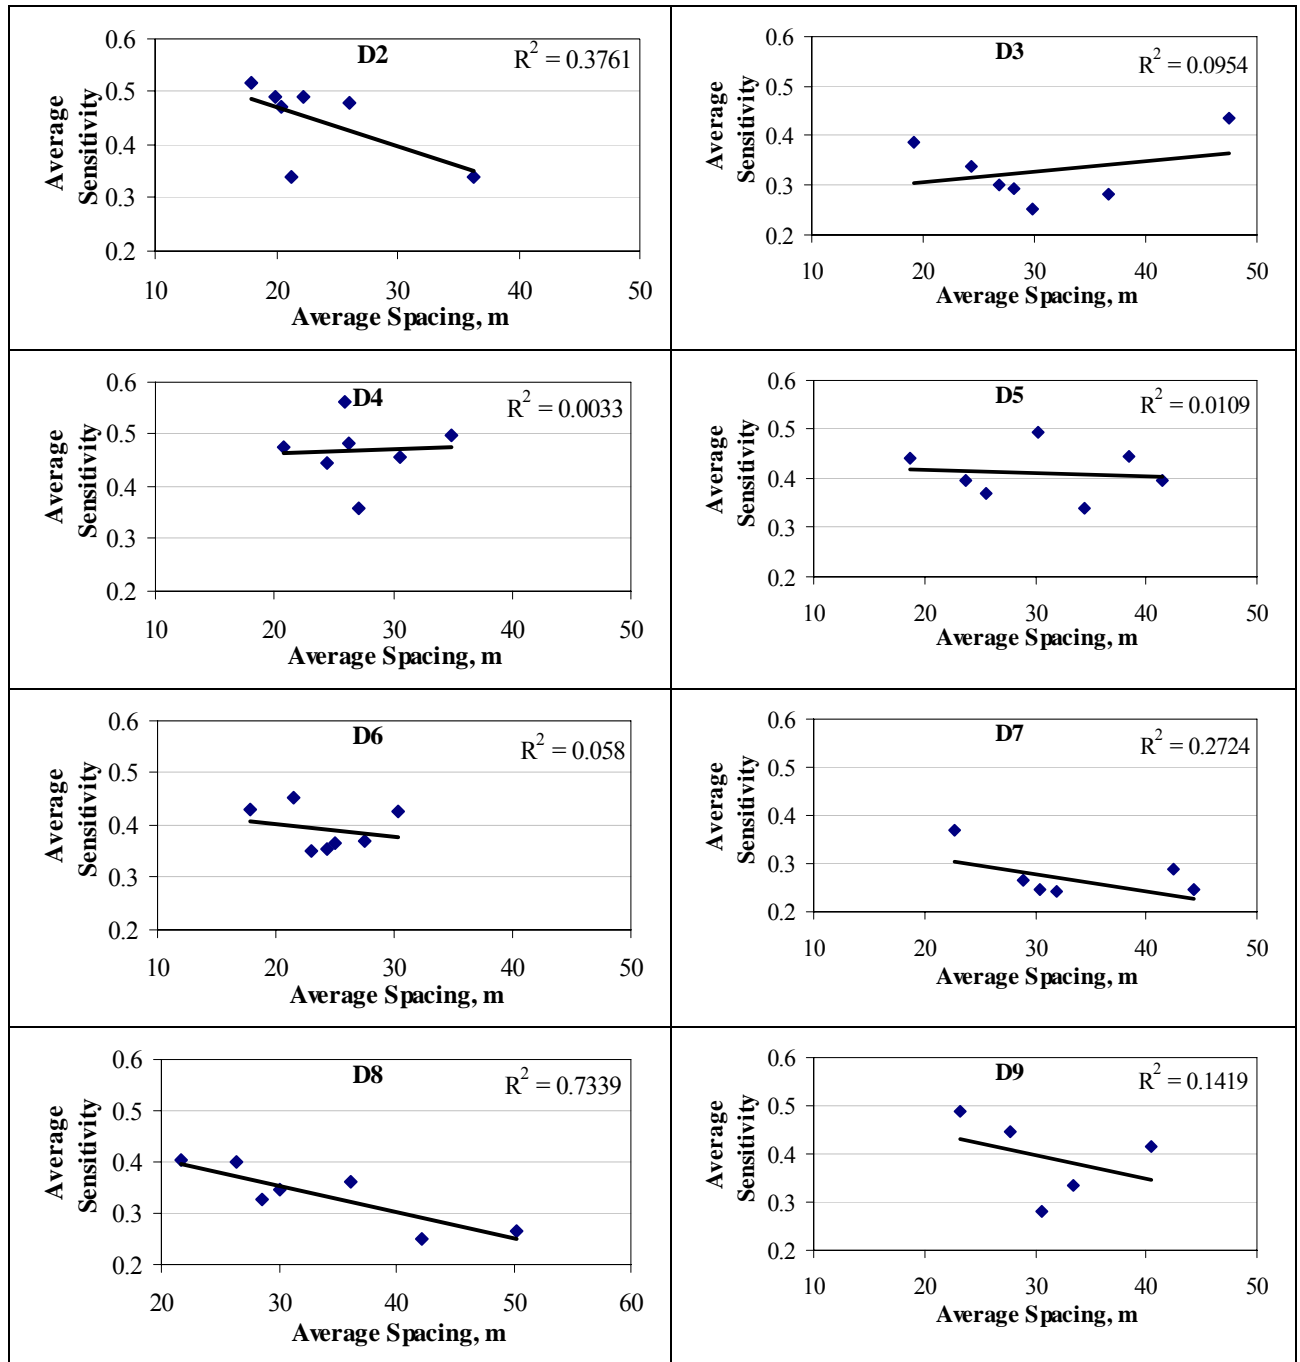 D2
R² = 0.3761
0.6
0.5
0.4
0.3
0.2
Average
Sensitivity
10 20 30 40 50
Average Spacing, m
D3
R² = 0.0954
0.6
0.5
0.4
0.3
0.2
Average
Sensitivity
10 20 30 40 50
Average Spacing, m
D4
R² = 0.0033
0.6
0.5
0.4
0.3
0.2
Average
Sensitivity
10 20 30 40 50
Average Spacing, m
D5
R² = 0.0109
0.6
0.5
0.4
0.3
0.2
Average
Sensitivity
10 20 30 40 50
Average Spacing, m
D6
R² = 0.058
0.6
0.5
0.4
0.3
0.2
Average
Sensitivity
10 20 30 40 50
Average Spacing, m
D7
R² = 0.2724
0.6
0.5
0.4
0.3
0.2
Average
Sensitivity
10 20 30 40 50
Average Spacing, m
D8
R² = 0.7339
0.6
0.5
0.4
0.3
0.2
Average
Sensitivity
20 30 40 50 60
Average Spacing, m
D9
R² = 0.1419
0.6
0.5
0.4
0.3
0.2
Average
Sensitivity
10 20 30 40 50
Average Spacing, m